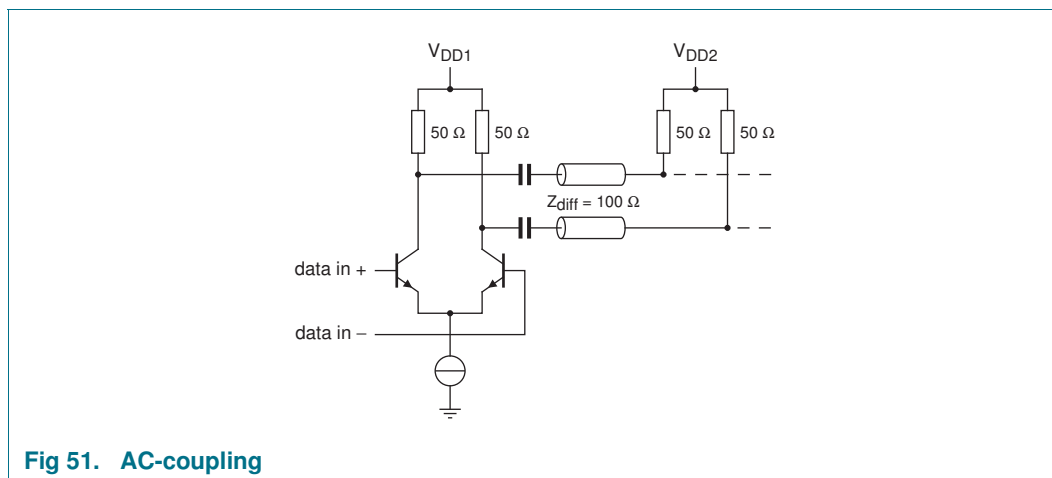 VDD1 VDD2
50 Ω 50 Ω 50 Ω 50 Ω
Zdiff = 100 Ω
data in +
data in −
Fig 51. AC-coupling